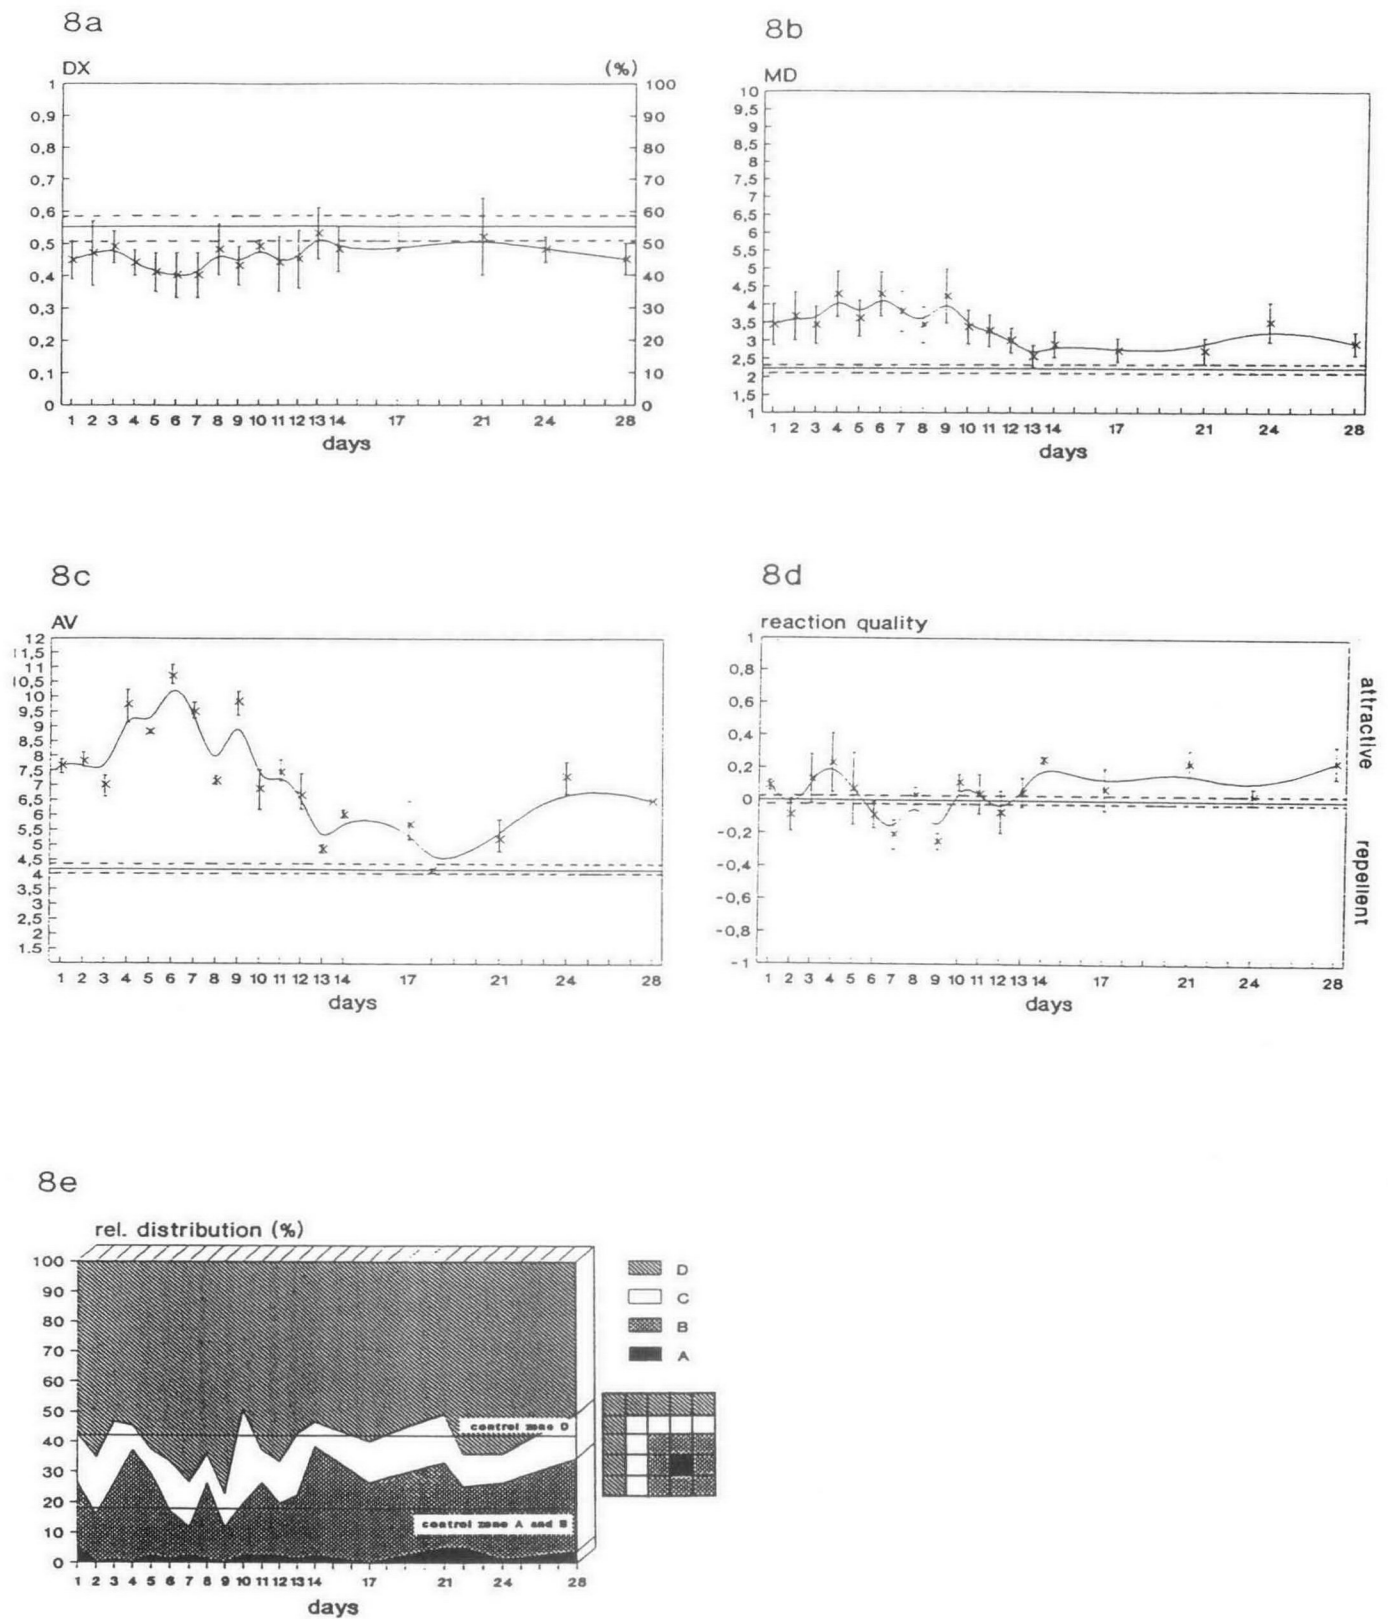 8a
DX (%)
1 100
0,9 90
0,8 80
0,7 70
0,6 60
0,5 50
0,4 40
0,3 30
0,2 20
0,1 10
0 0
1 2 3 4 5 6 7 8 9 10 11 12 13 14 17 21 24 28
days
8b
MD
10
9,5
9
8,5
8
7,5
7
6,5
6
5,5
5
4,5
4
3,5
3
2,5
2
1,5
1
1 2 3 4 5 6 7 8 9 10 11 12 13 14 17 21 24 28
days
8c
AV
12
11,5
11
10,5
10
9,5
9
8,5
8
7,5
7
6,5
6
5,5
5
4,5
4
3,5
3
2,5
2
1.5
1 2 3 4 5 6 7 8 9 10 11 12 13 14 17 21 24 28
days
8d
reaction quality
1
0,8
0,6
0,4
0,2
0
-0,2
-0,4
-0,6
-0,8
-1
attractive
repellent
1 2 3 4 5 6 7 8 9 10 11 12 13 14 17 21 24 28
days
8e
rel. distribution (%)
100
90
80
70
60
50
40
30
20
10
0
control zone D
control zone A and B
1 2 3 4 5 6 7 8 9 10 11 12 13 14 17 21 24 28
days
D
C
B
A